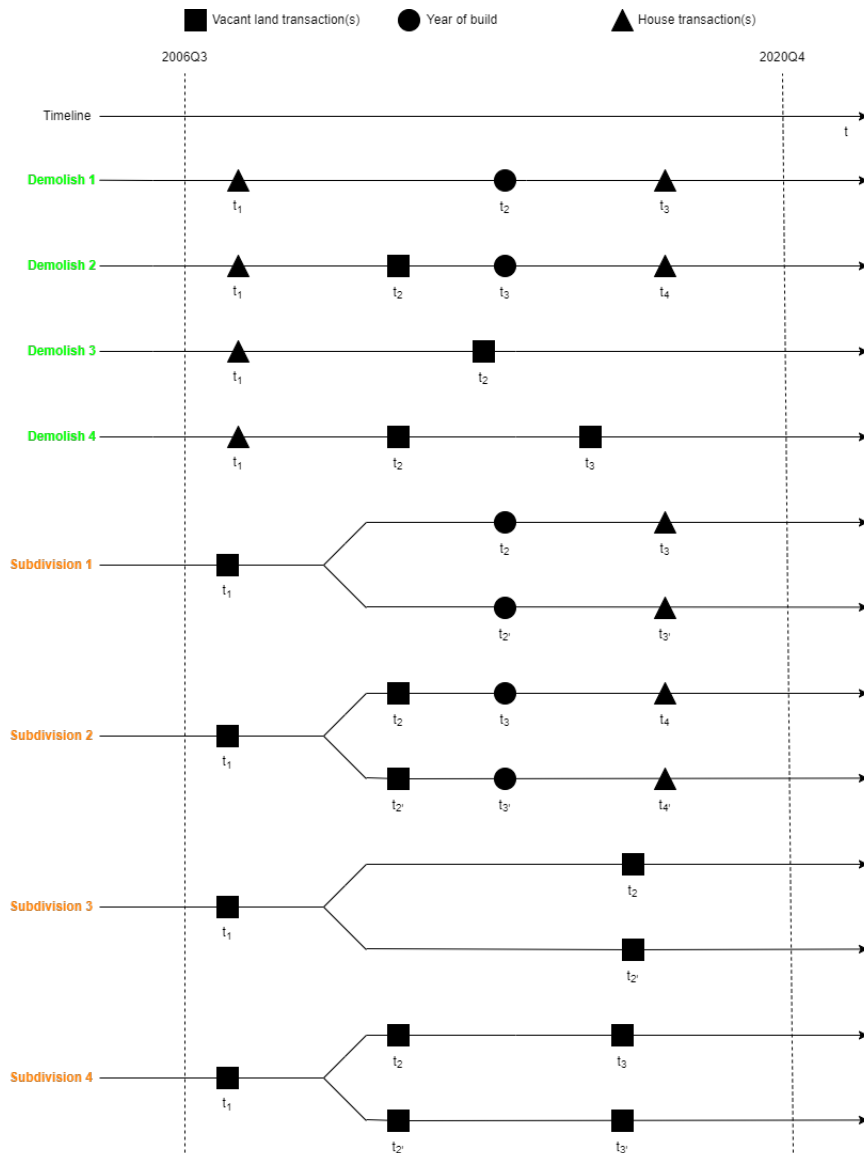 Vacant land transaction(s) Year of build House transaction(s)
2006Q3 2020Q4
Timeline
t
Demolish 1
t1 t2 t3
Demolish 2
t1 t2 t3 t4
Demolish 3
t1 t2
Demolish 4
t1 t2 t3
t2 t3
Subdivision 1
t1
t2' t3'
t2 t3 t4
Subdivision 2
t1
t2' t3' t4'
t2
Subdivision 3
t1
t2'
t2 t3
Subdivision 4
t1
t2' t3'